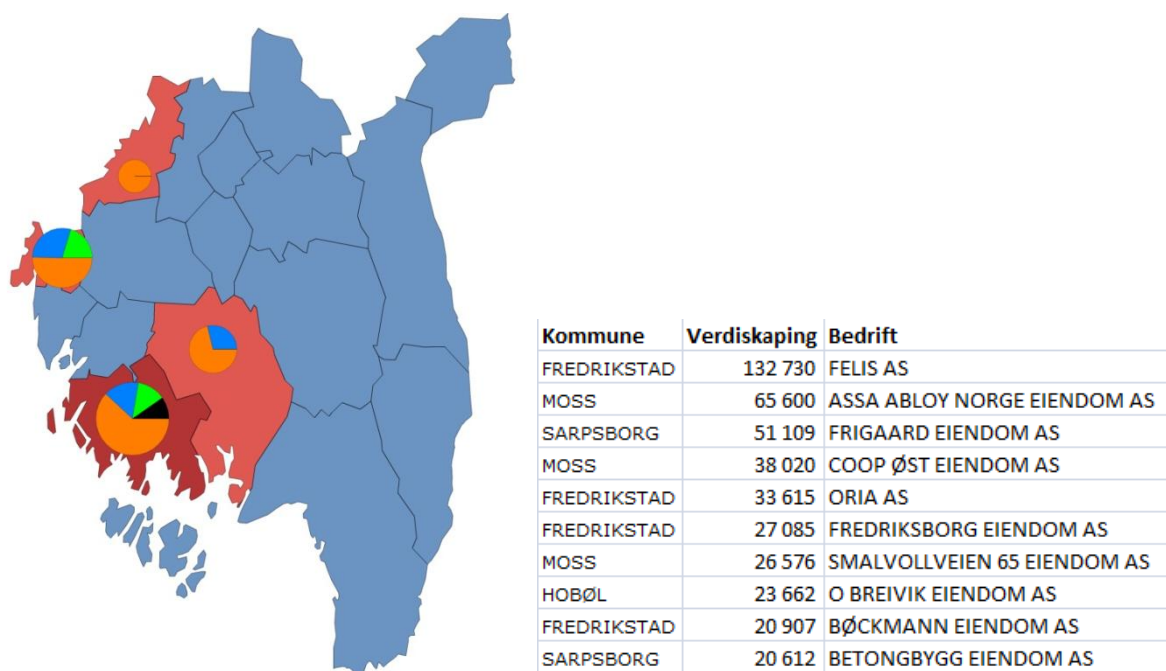 Kommune Verdiskaping Bedrift
FREDRIKSTAD 132 730 FELIS AS
MOSS 65 600 ASSA ABLOY NORGE EIENDOM AS
SARPSBORG 51 109 FRIGAARD EIENDOM AS
MOSS 38 020 COOP ØST EIENDOM AS
FREDRIKSTAD 33 615 ORIA AS
FREDRIKSTAD 27 085 FREDRIKSBORG EIENDOM AS
MOSS 26 576 SMALVOLLVEIEN 65 EIENDOM AS
HOBØL 23 662 O BREIVIK EIENDOM AS
FREDRIKSTAD 20 907 BØCKMANN EIENDOM AS
SARPSBORG 20 612 BETONGBYGG EIENDOM AS